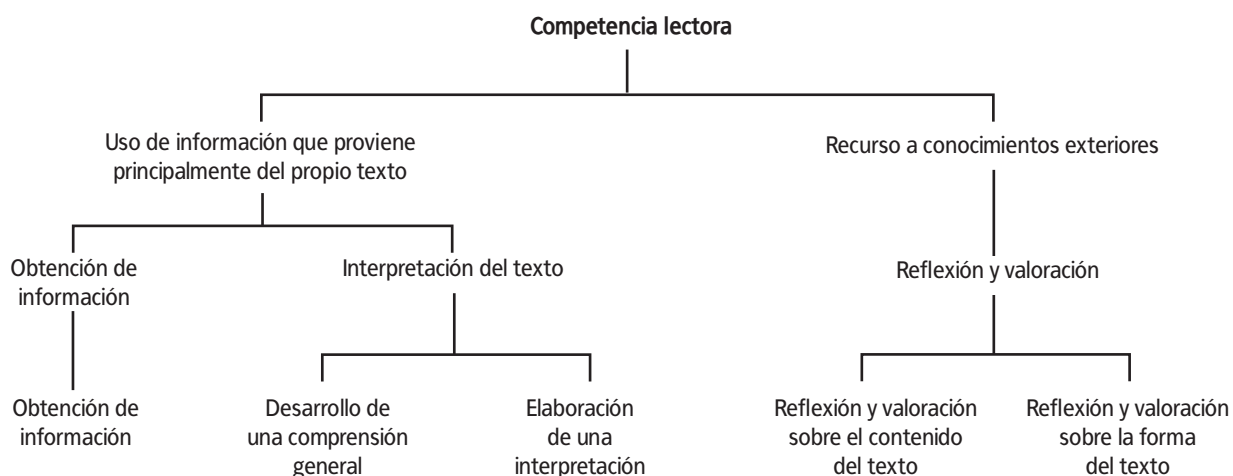 Competencia lectora
Uso de información que proviene
principalmente del propio texto
Recurso a conocimientos exteriores
Obtención de
información
Interpretación del texto
Reflexión y valoración
Obtención de
información
Desarrollo de
una comprensión
general
Elaboración
de una
interpretación
Reflexión y valoración
sobre el contenido
del texto
Reflexión y valoración
sobre la forma
del texto